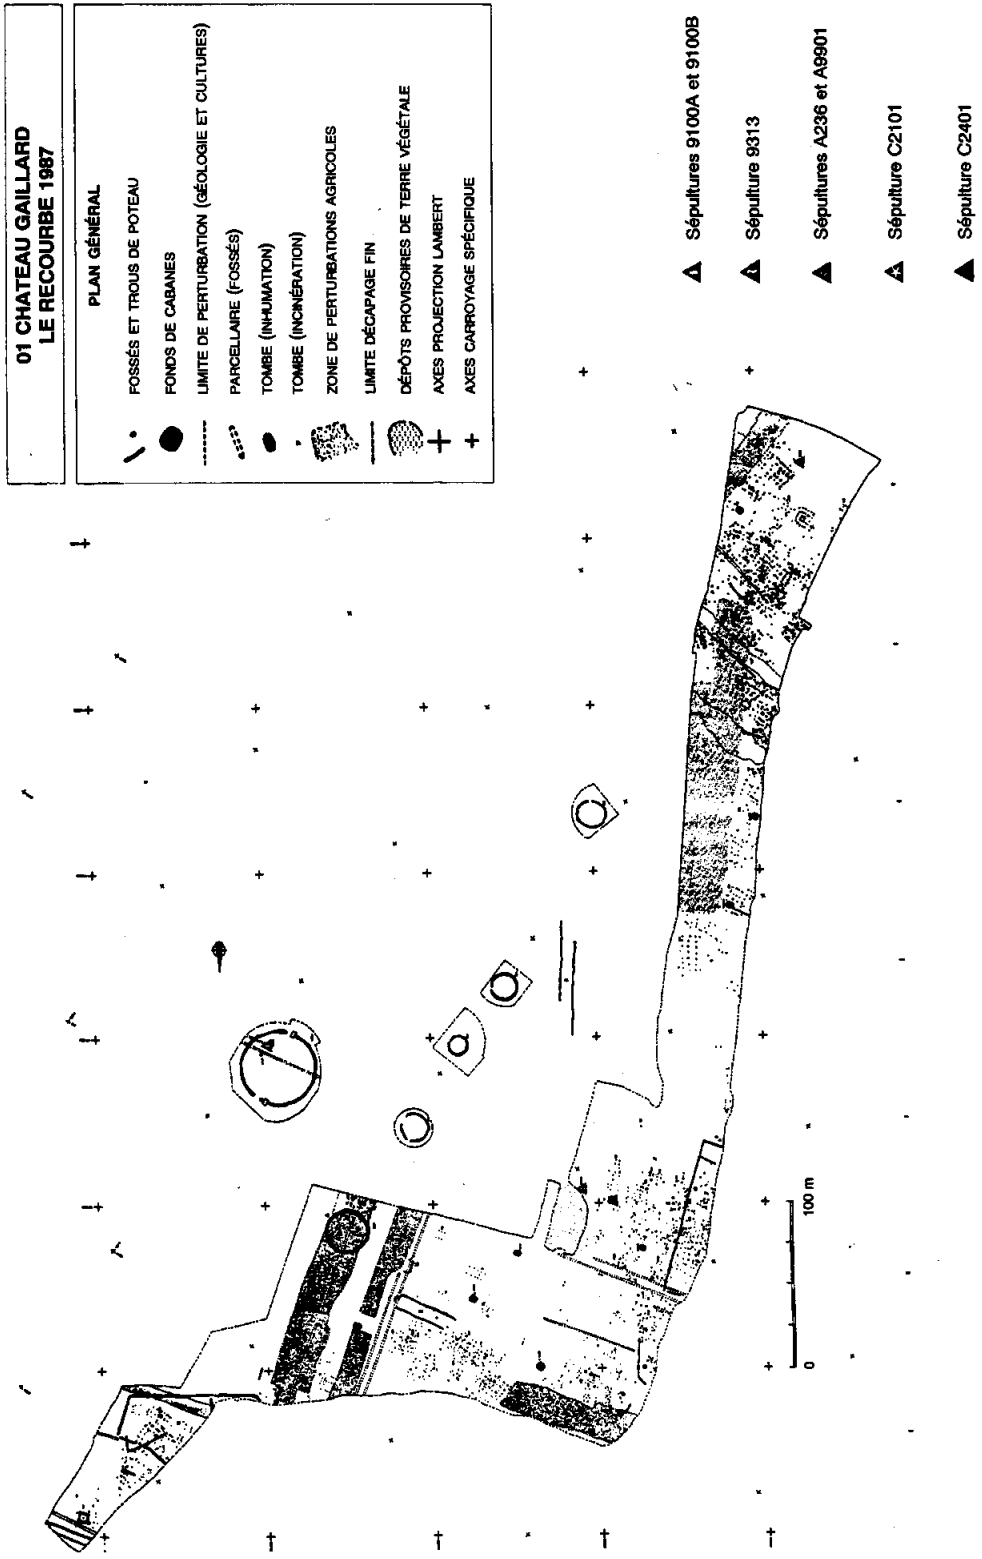 01 CHATEAU GAILLARD
LE RECOURBE 1987
PLAN GÉNÉRAL
FOSSÉS ET TROUS DE POTEAU
FONDS DE CABANES
LIMITE DE PERTURBATION (GÉOLOGIE ET CULTURES)
PARCELLAIRE (FOSSÉS)
TOMBE (INHUMATION)
TOMBE (INCINÉRATION)
ZONE DE PERTURBATIONS AGRICOLES
LIMITE DÉCAPAGE FIN
DÉPÔTS PROVISOIRES DE TERRE VÉGÉTALE
AXES PROJECTION LAMBERT
AXES CARROYAGE SPÉCIFIQUE
Sépultures 9100A et 9100B
Sépulture 9313
Sépultures A236 et A9901
Sépulture C2101
Sépulture C2401
0 100 m